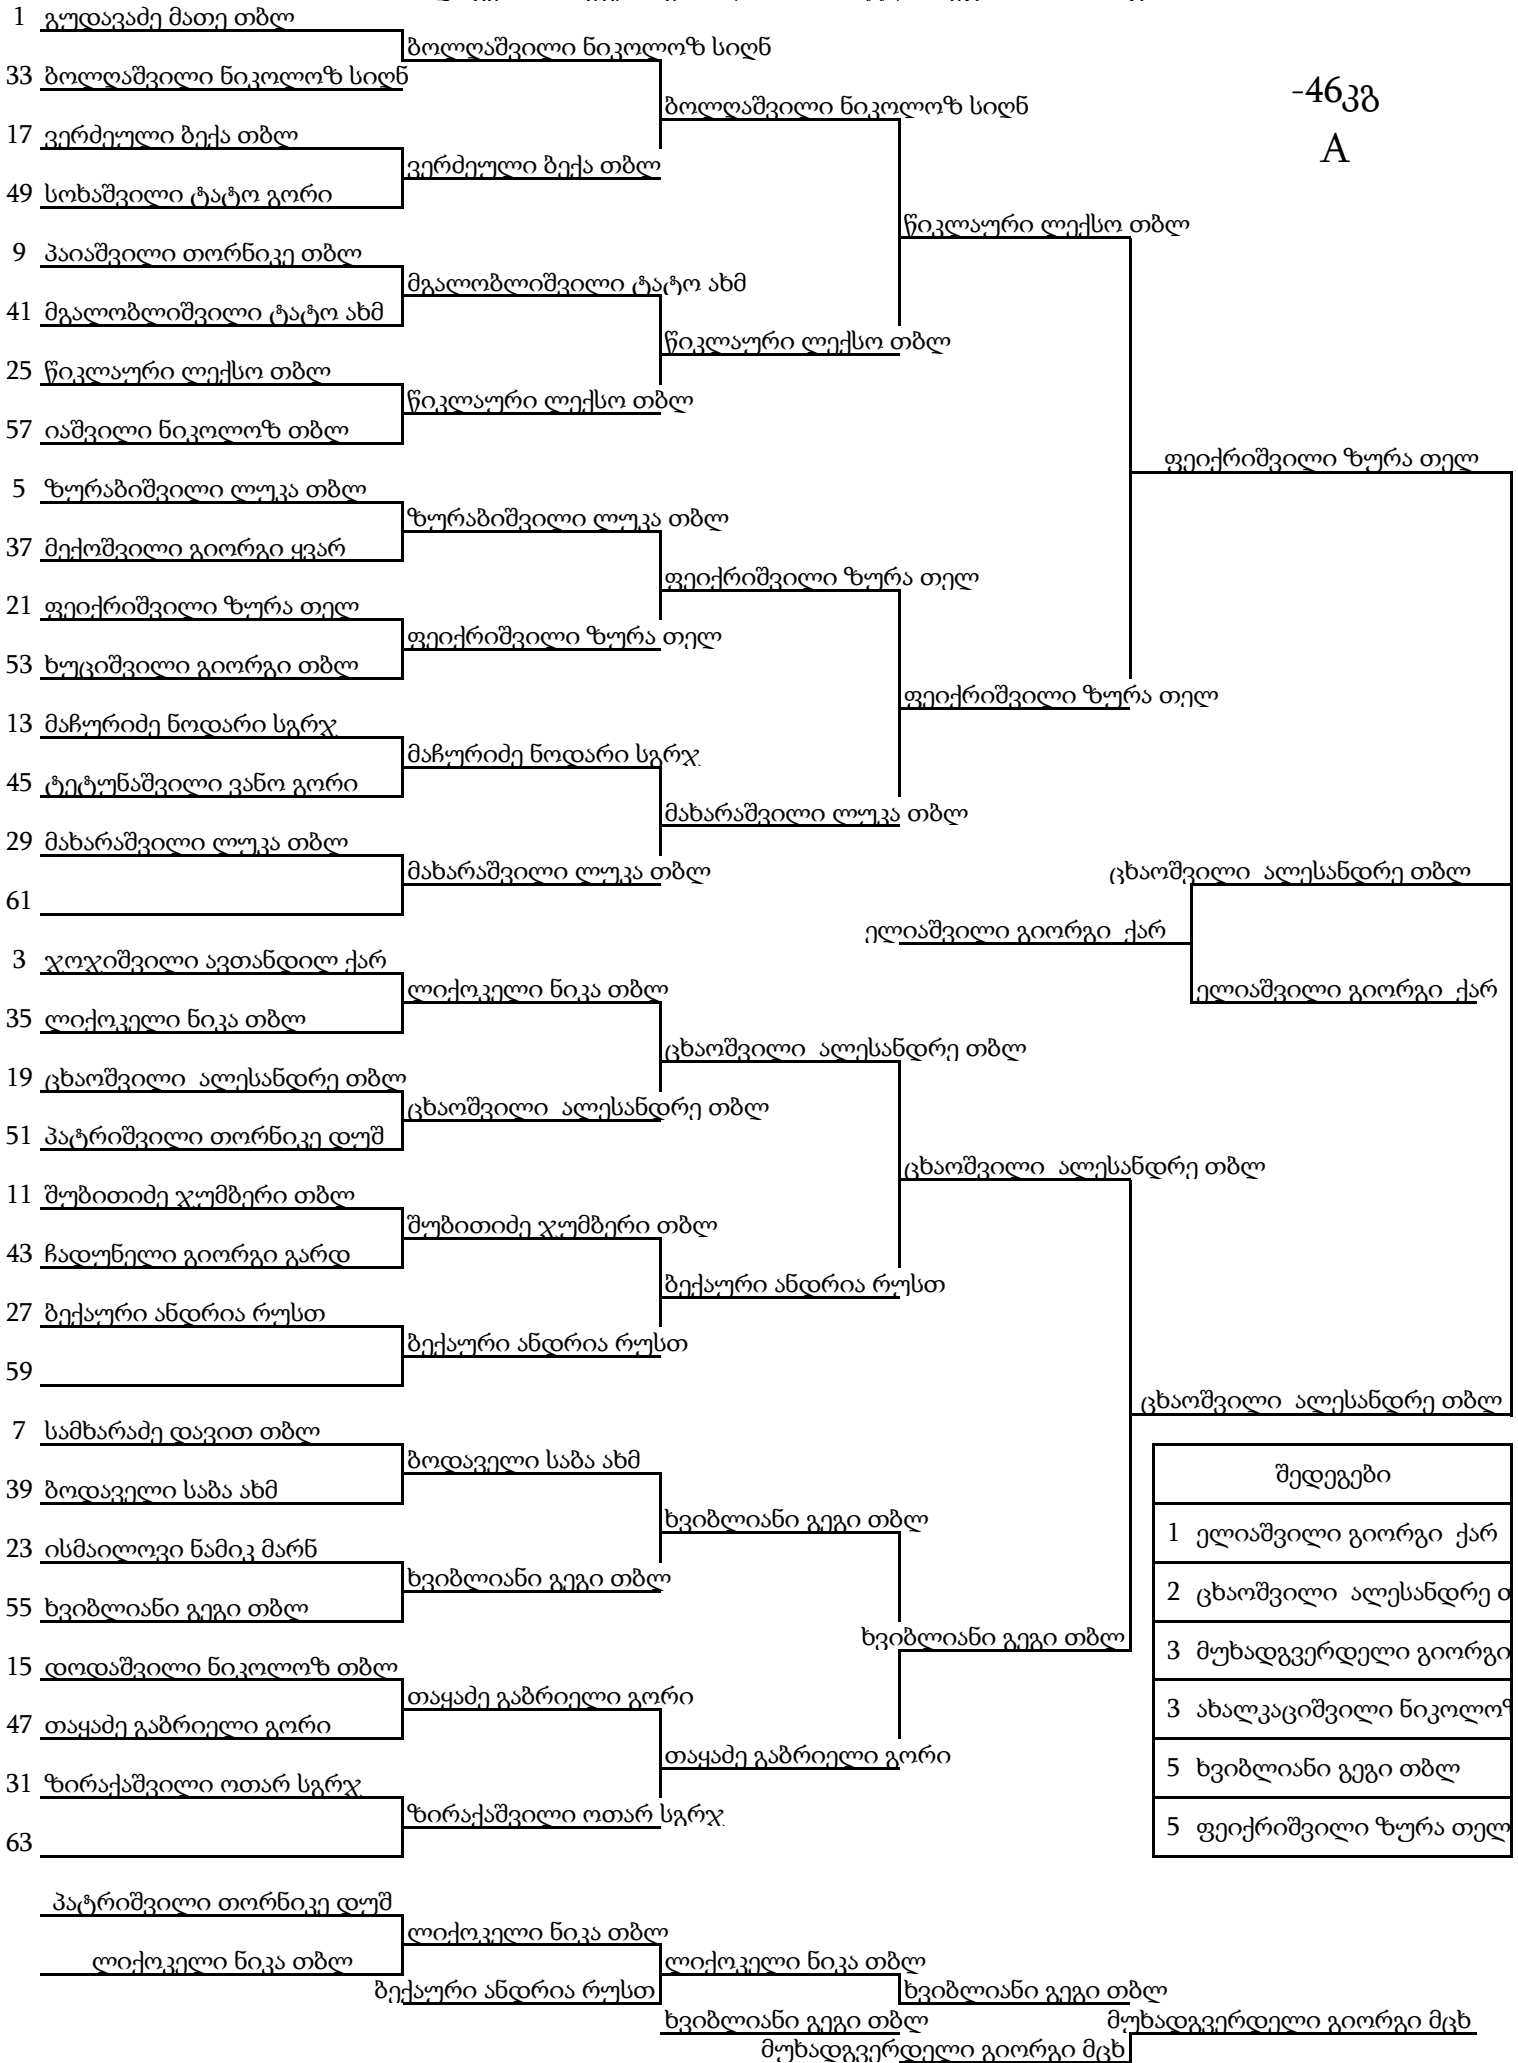 1 გუდავაძე მათე თბლ
ბოლღაშვილი ნიკოლოზ სიღნ
33 ბოლღაშვილი ნიკოლოზ სიღნ
-46კგ
ბოლღაშვილი ნიკოლოზ სიღნ
17 ვერძეული ბექა თბლ
A
ვერძეული ბექა თბლ
49 სოხაშვილი ტატო გორი
წიკლაური ლექსო თბლ
9 პაიაშვილი თორნიკე თბლ
მგალობლიშვილი ტატო ახმ
41 მგალობლიშვილი ტატო ახმ
წიკლაური ლექსო თბლ
25 წიკლაური ლექსო თბლ
წიკლაური ლექსო თბლ
57 იაშვილი ნიკოლოზ თბლ
ფეიქრიშვილი ზურა თელ
5 ზურაბიშვილი ლუკა თბლ
ზურაბიშვილი ლუკა თბლ
37 მექოშვილი გიორგი ყვარ
ფეიქრიშვილი ზურა თელ
21 ფეიქრიშვილი ზურა თელ
ფეიქრიშვილი ზურა თელ
53 ხუციშვილი გიორგი თბლ
ფეიქრიშვილი ზურა თელ
13 მაჩურიძე ნოდარი სგრჯ
მაჩურიძე ნოდარი სგრჯ
45 ტეტუნაშვილი ვანო გორი
მახარაშვილი ლუკა თბლ
29 მახარაშვილი ლუკა თბლ
მახარაშვილი ლუკა თბლ
ცხაოშვილი ალესანდრე თბლ
61
ელიაშვილი გიორგი ქარ
3 ჯოჯიშვილი ავთანდილ ქარ
ლიქოკელი ნიკა თბლ
ელიაშვილი გიორგი ქარ
35 ლიქოკელი ნიკა თბლ
ცხაოშვილი ალესანდრე თბლ
19 ცხაოშვილი ალესანდრე თბლ
ცხაოშვილი ალესანდრე თბლ
51 პატრიშვილი თორნიკე დუშ
ცხაოშვილი ალესანდრე თბლ
11 შუბითიძე ჯუმბერი თბლ
შუბითიძე ჯუმბერი თბლ
43 ჩადუნელი გიორგი გარდ
ბექაური ანდრია რუსთ
27 ბექაური ანდრია რუსთ
ბექაური ანდრია რუსთ
59
ცხაოშვილი ალესანდრე თბლ
7 სამხარაძე დავით თბლ
ბოდაველი საბა ახმ
შედეგები
39 ბოდაველი საბა ახმ
ხვიბლიანი გეგი თბლ
1 ელიაშვილი გიორგი ქარ
23 ისმაილოვი ნამიკ მარნ
ხვიბლიანი გეგი თბლ
2 ცხაოშვილი ალესანდრე
55 ხვიბლიანი გეგი თბლ
ხვიბლიანი გეგი თბლ
3 მუხადგვერდელი გიორგი
15 დოდაშვილი ნიკოლოზ თბლ
თაყაძე გაბრიელი გორი
3 ახალკაციშვილი ნიკოლოზ
47 თაყაძე გაბრიელი გორი
თაყაძე გაბრიელი გორი
5 ხვიბლიანი გეგი თბლ
31 ზირაქაშვილი ოთარ სგრჯ
ზირაქაშვილი ოთარ სგრჯ
5 ფეიქრიშვილი ზურა თელ
63
პატრიშვილი თორნიკე დუშ
ლიქოკელი ნიკა თბლ
ლიქოკელი ნიკა თბლ
ლიქოკელი ნიკა თბლ
ბექაური ანდრია რუსთ
ხვიბლიანი გეგი თბლ
ხვიბლიანი გეგი თბლ
მუხადგვერდელი გიორგი მცხ
მუხადგვერდელი გიორგი მცხ